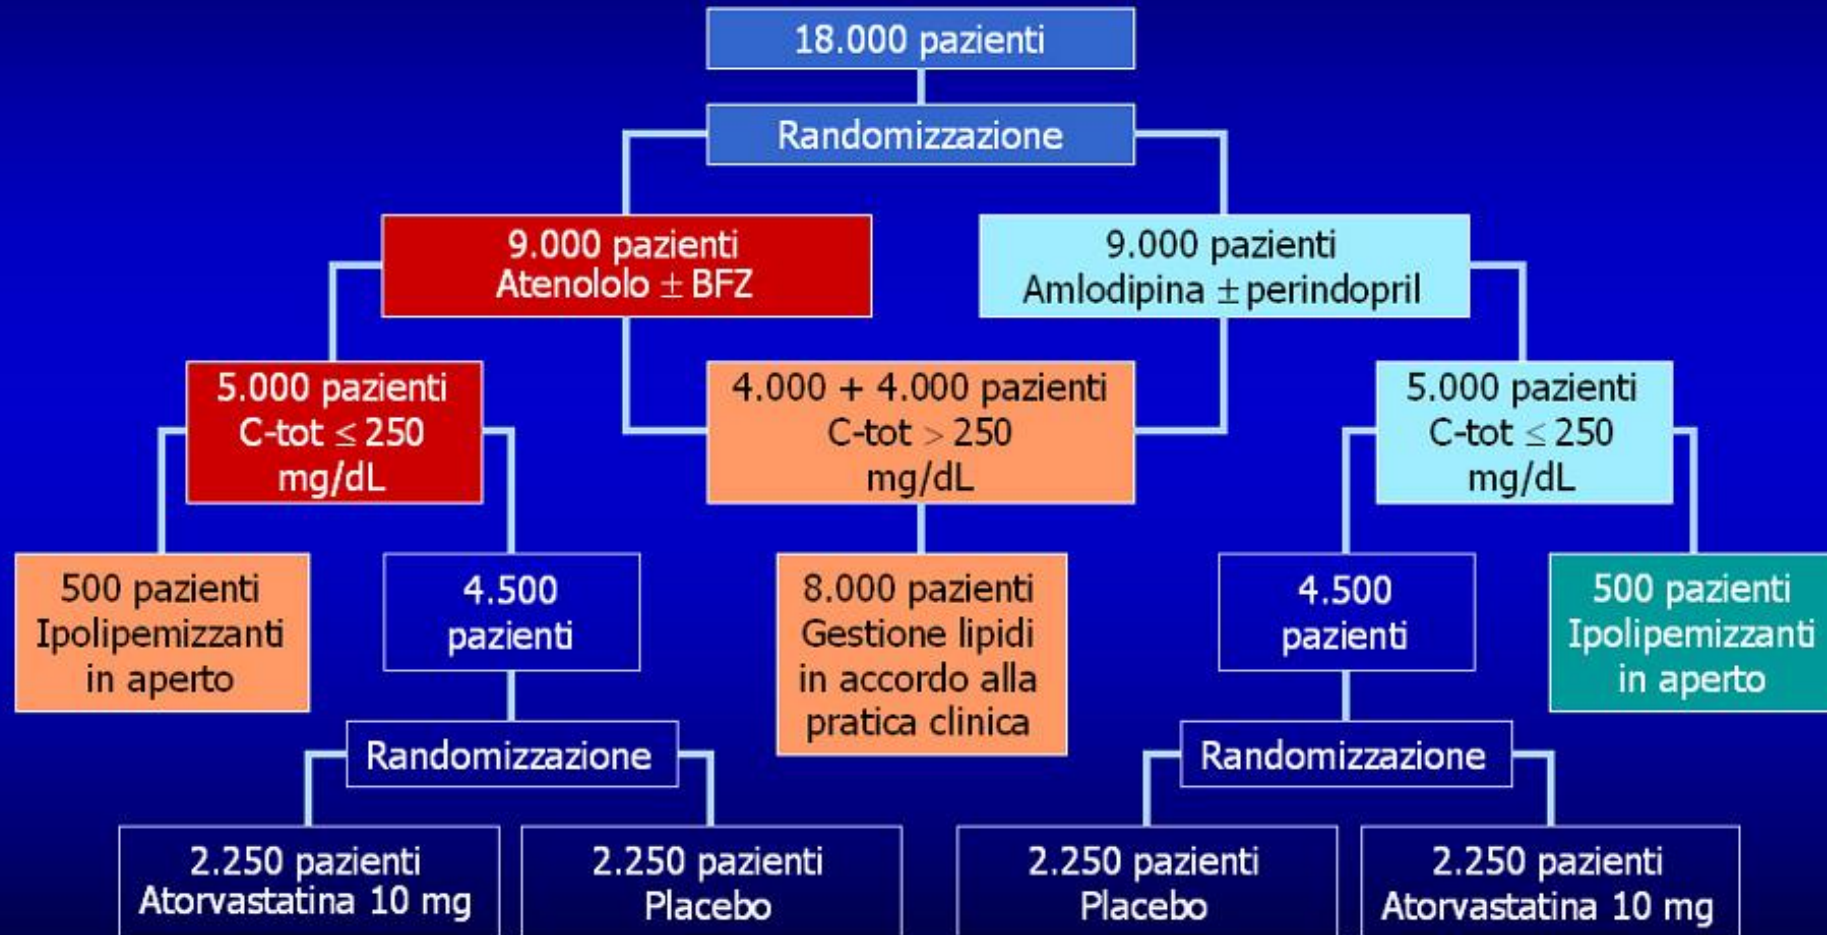 18.000 pazienti
Randomizzazione
9.000 pazienti
Atenololo ± BFZ
9.000 pazienti
Amlodipina ± perindopril
5.000 pazienti
C-tot ≤ 250
mg/dL
4.000 + 4.000 pazienti
C-tot > 250
mg/dL
5.000 pazienti
C-tot ≤ 250
mg/dL
500 pazienti
Ipolipemizzanti
in aperto
4.500
pazienti
8.000 pazienti
Gestione lipidi
in accordo alla
pratica clinica
4.500
pazienti
500 pazienti
Ipolipemizzanti
in aperto
Randomizzazione
Randomizzazione
2.250 pazienti
Atorvastatina 10 mg
2.250 pazienti
Placebo
2.250 pazienti
Placebo
2.250 pazienti
Atorvastatina 10 mg